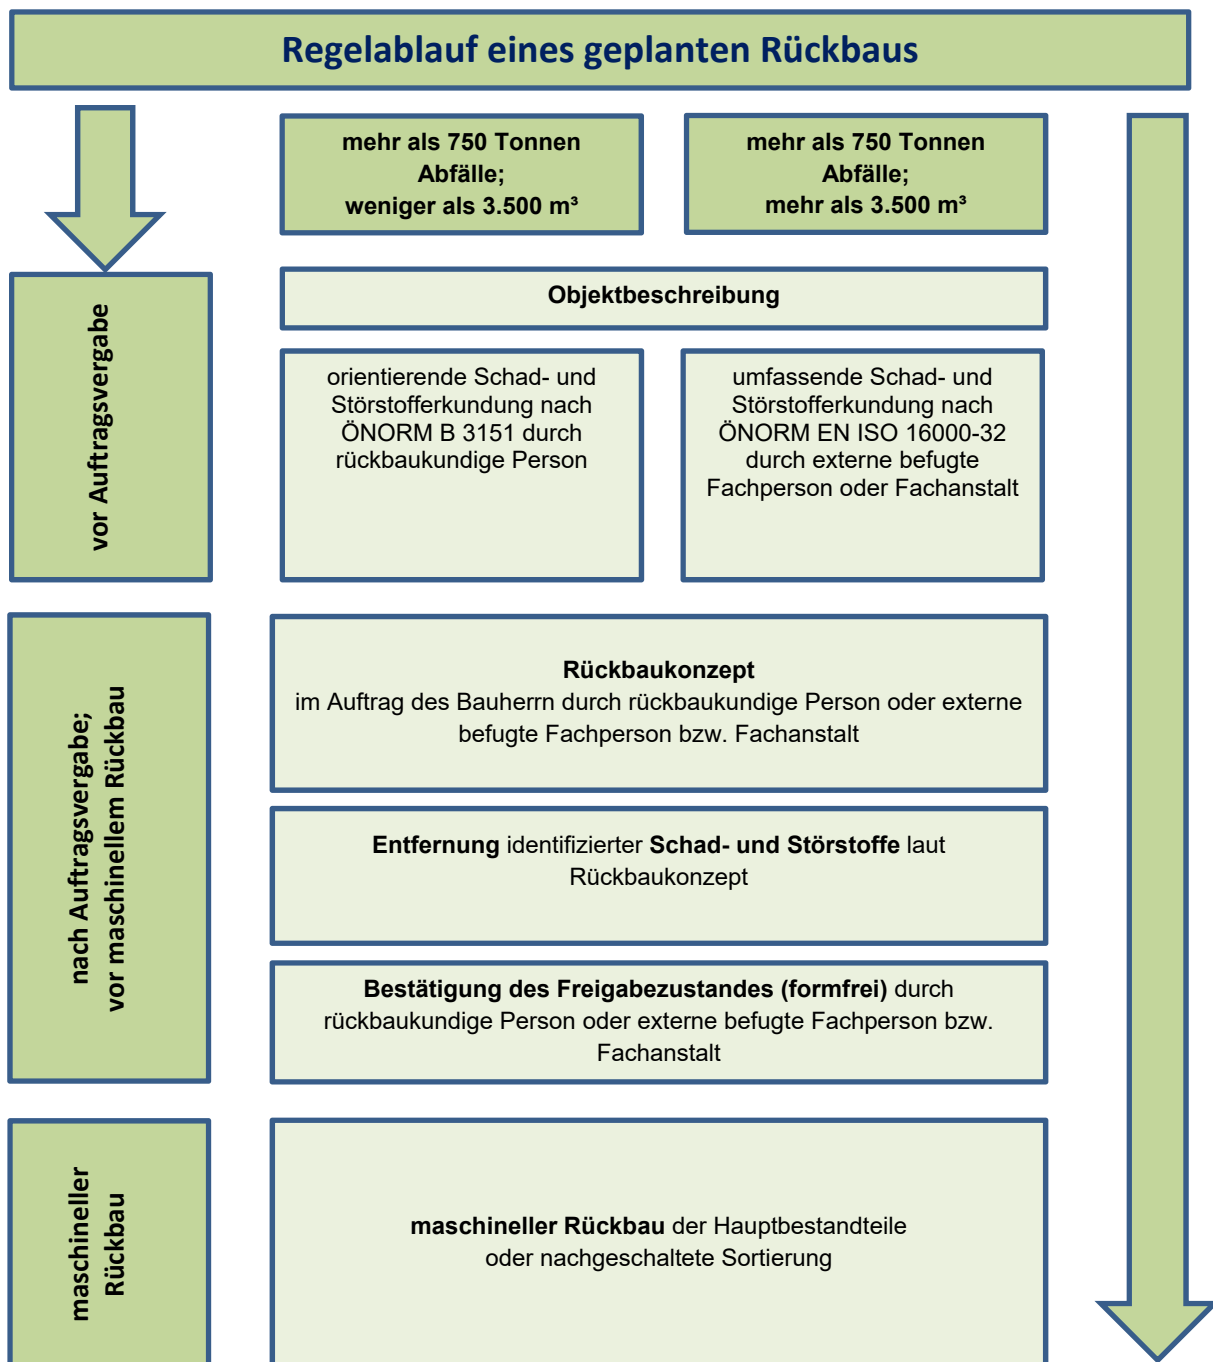 Regelablauf eines geplanten Rückbaus
mehr als 750 Tonnen
Abfälle;
weniger als 3.500 m³
mehr als 750 Tonnen
Abfälle;
mehr als 3.500 m³
vor Auftragsvergabe
Objektbeschreibung
orientierende Schad- und
Störstofferkundung nach
ÖNORM B 3151 durch
rückbaukundige Person
umfassende Schad- und
Störstofferkundung nach
ÖNORM EN ISO 16000-32
durch externe befugte
Fachperson oder Fachanstalt
nach Auftragsvergabe;
vor maschinellem Rückbau
Rückbaukonzept
im Auftrag des Bauherrn durch rückbaukundige Person oder externe
befugte Fachperson bzw. Fachanstalt
Entfernung identifizierter Schad- und Störstoffe laut
Rückbaukonzept
Bestätigung des Freigabezustandes (formfrei) durch
rückbaukundige Person oder externe befugte Fachperson bzw.
Fachanstalt
maschineller
Rückbau
maschineller Rückbau der Hauptbestandteile
oder nachgeschaltete Sortierung